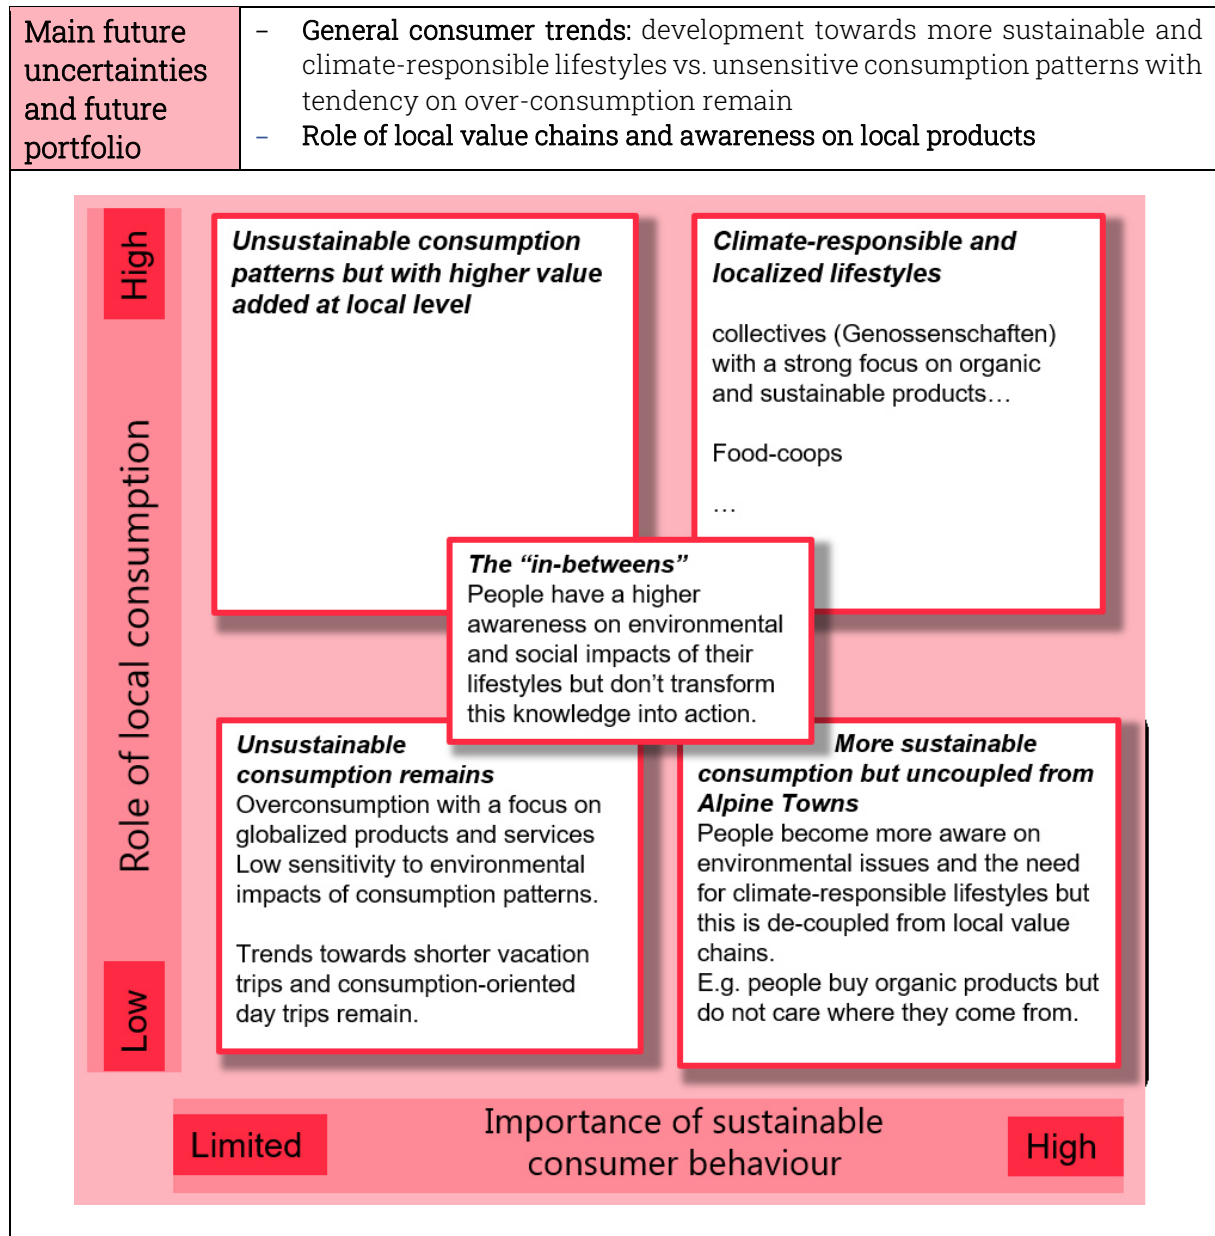 Main future
uncertainties
and future
portfolio
– General consumer trends: development towards more sustainable and
climate-responsible lifestyles vs. unsensitive consumption patterns with
tendency on over-consumption remain
– Role of local value chains and awareness on local products
High
Role of local consumption
Low
Unsustainable consumption
patterns but with higher value
added at local level
Climate-responsible and
localized lifestyles
collectives (Genossenschaften)
with a strong focus on organic
and sustainable products…
Food-coops
…
The “in-betweens”
People have a higher
awareness on environmental
and social impacts of their
lifestyles but don’t transform
this knowledge into action.
Unsustainable
consumption remains
Overconsumption with a focus on
globalized products and services
Low sensitivity to environmental
impacts of consumption patterns.
Trends towards shorter vacation
trips and consumption-oriented
day trips remain.
More sustainable
consumption but uncoupled from
Alpine Towns
People become more aware on
environmental issues and the need
for climate-responsible lifestyles but
this is de-coupled from local value
chains.
E.g. people buy organic products but
do not care where they come from.
Limited
Importance of sustainable
consumer behaviour
High